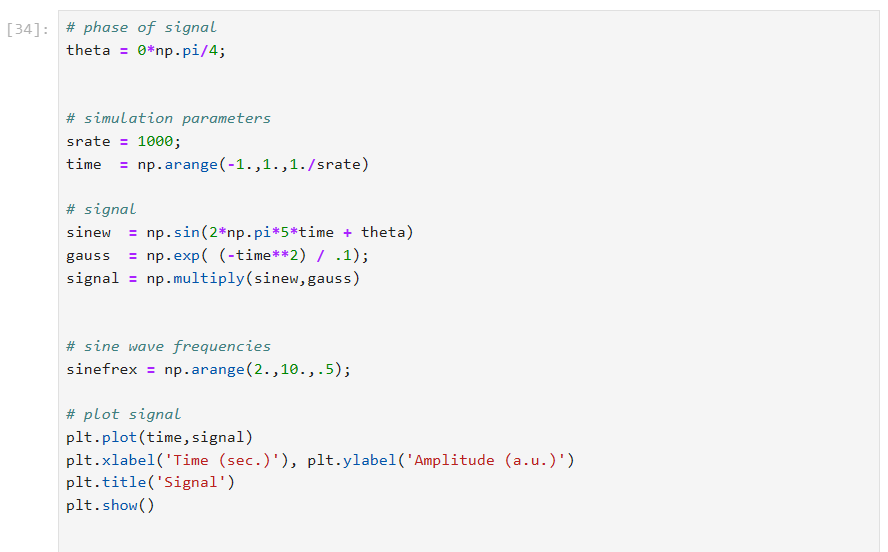 [34]:
# phase of signal
theta = 0*np.pi/4;
# simulation parameters
srate = 1000;
time  = np.arange(-1.,1.,1./srate)
# signal
sinew  = np.sin(2*np.pi*5*time + theta)
gauss  = np.exp( (-time**2) / .1);
signal = np.multiply(sinew,gauss)
# sine wave frequencies
sinefrex = np.arange(2.,10.,.5);
# plot signal
plt.plot(time,signal)
plt.xlabel('Time (sec.)'), plt.ylabel('Amplitude (a.u.)')
plt.title('Signal')
plt.show()